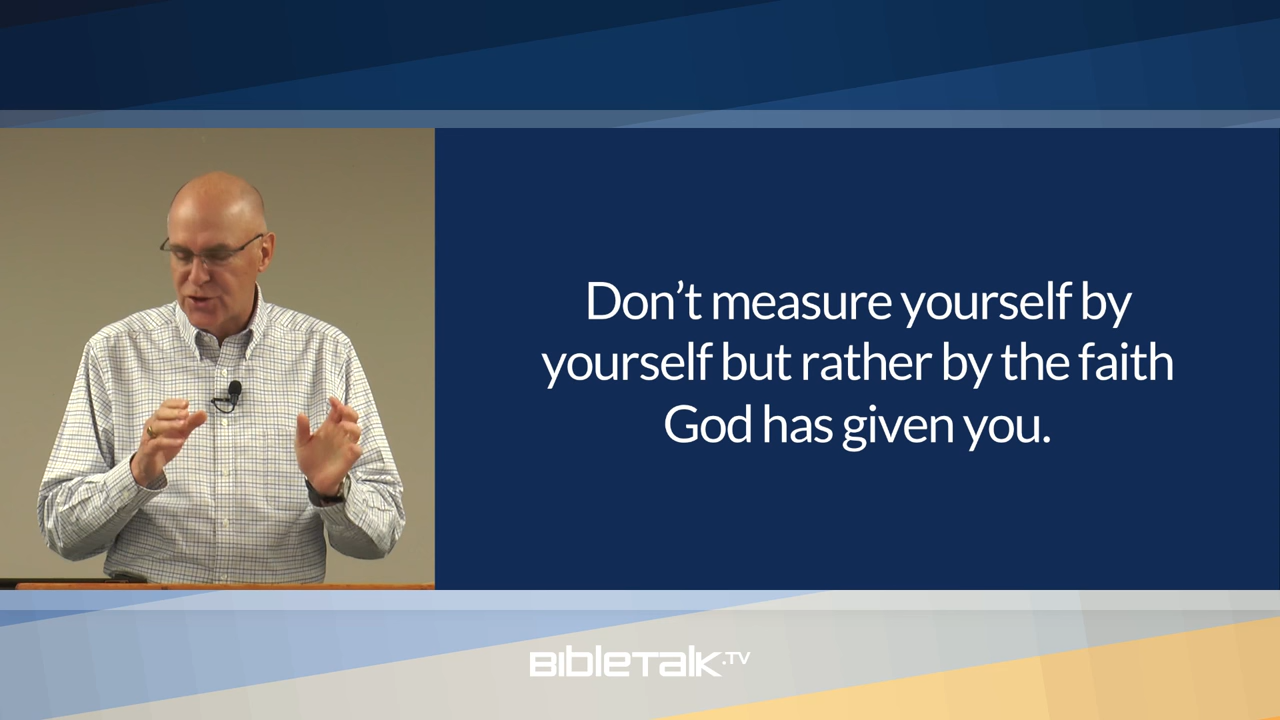 Don't measure yourself by
yourself but rather by the faith
God has given you.
BibleTalk.TV